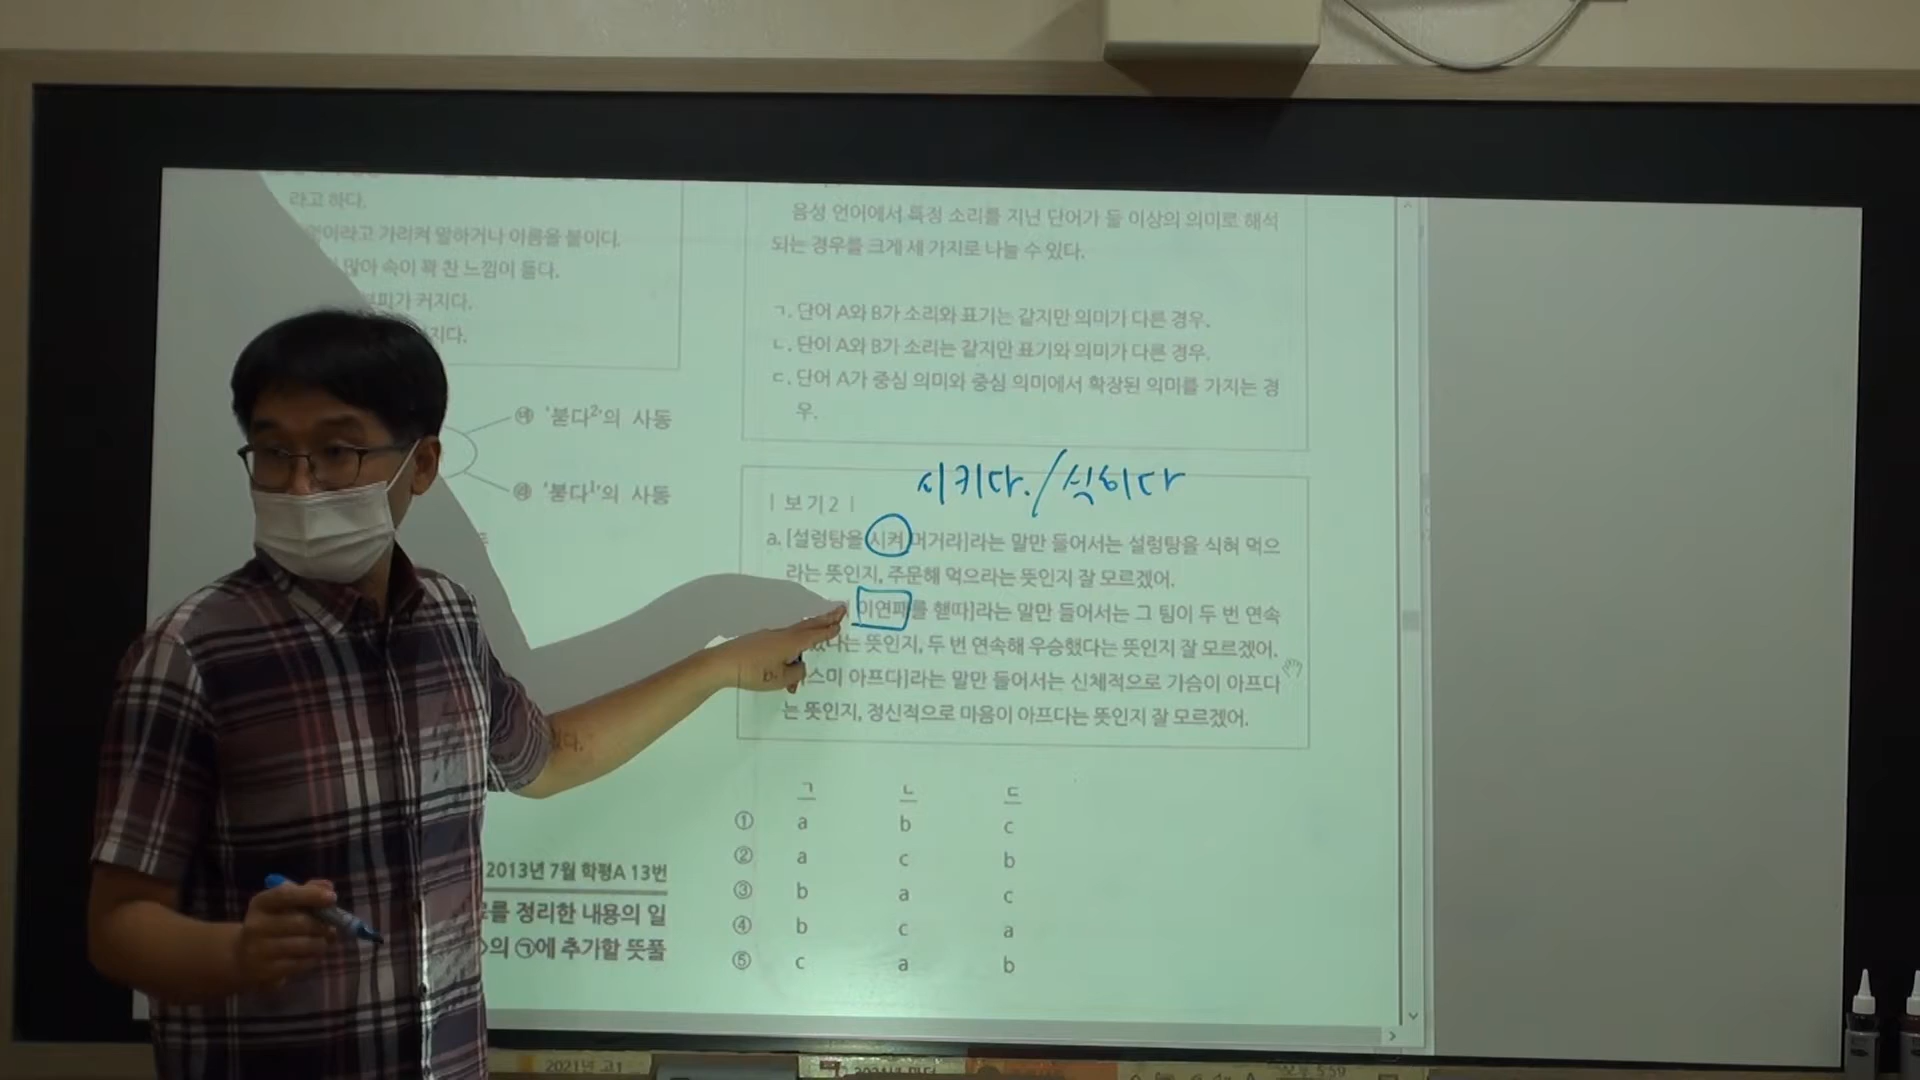 라고 하다.
이라고 가리켜 말하거나 이름을 붙이다.
많아 속이 꽉 찬 느낌이 들다.
부피가 커지다.
지다.
㉣ '붇다²'의 사동
㉣ '붇다¹'의 사동
2013년 7월 학평A 13번
를 정리한 내용의 일
의 ㉠에 추가할 뜻풀
음성 언어에서 특정 소리를 지닌 단어가 둘 이상의 의미로 해석
되는 경우를 크게 세 가지로 나눌 수 있다.
ㄱ. 단어 A와 B가 소리와 표기는 같지만 의미가 다른 경우.
ㄴ. 단어 A와 B가 소리는 같지만 표기와 의미가 다른 경우.
ㄷ. 단어 A가 중심 의미와 중심 의미에서 확장된 의미를 가지는 경
우.
시키다./식히다
| 보 기 2 |
a. [설렁탕을 시켜 머거라]라는 말만 들어서는 설렁탕을 식혀 먹으
라는 뜻인지, 주문해 먹으라는 뜻인지 잘 모르겠어.
이연패를 핻따]라는 말만 들어서는 그 팀이 두 번 연속
다는 뜻인지, 두 번 연속해 우승했다는 뜻인지 잘 모르겠어.
스미 아프다]라는 말만 들어서는 신체적으로 가슴이 아프다
는 뜻인지, 정신적으로 마음이 아프다는 뜻인지 잘 모르겠어.
ㄱ ㄴ ㄷ
① a b c
② a c b
③ b a c
④ b c a
⑤ c a b
2021년 고1
오후 5:59